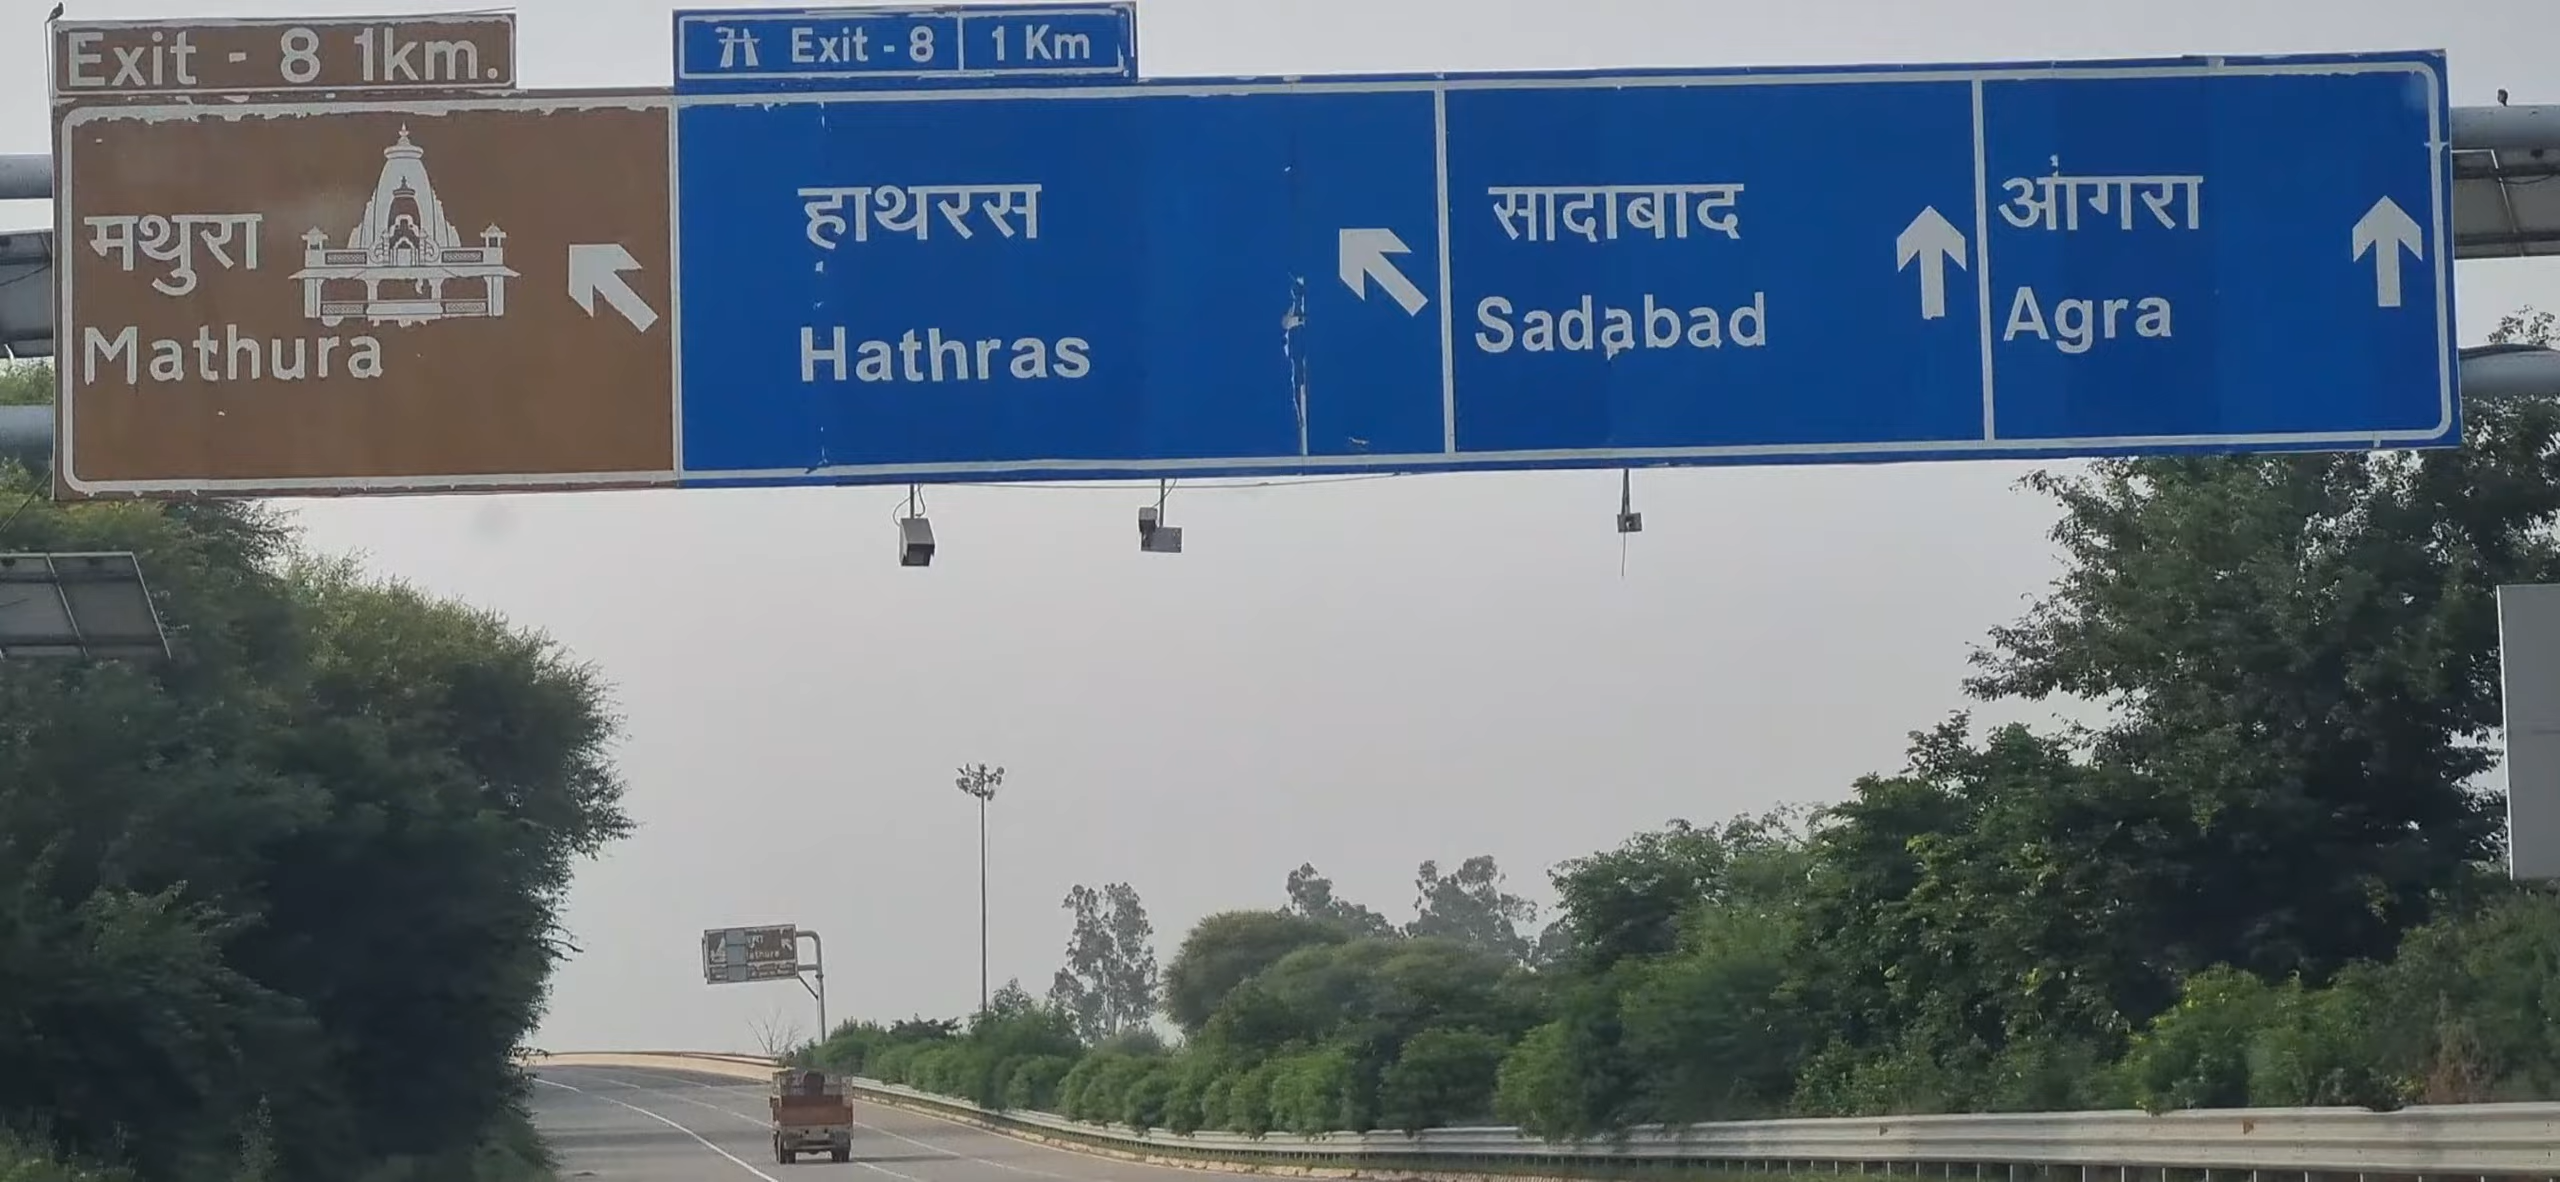 Exit - 8 1km.
Exit - 8 1 Km
मथुरा
Mathura
हाथरस
Hathras
सादाबाद
Sadabad
आगरा
Agra